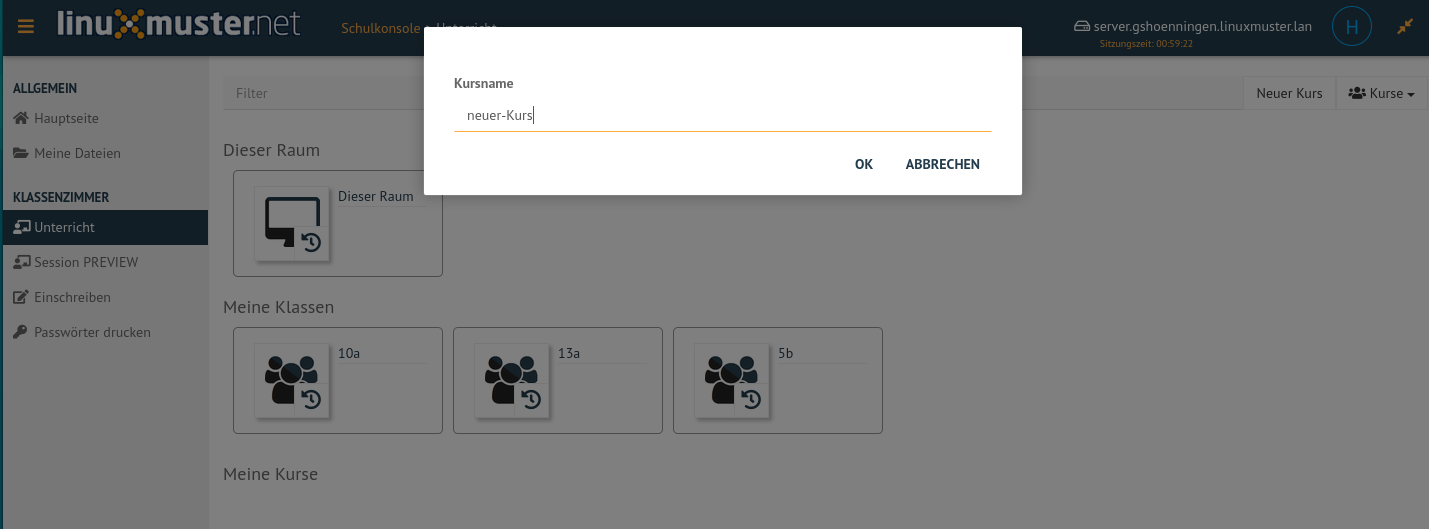 linuxmuster.net
Schulkonsole > Unterricht
server.gshoenningen.linuxmuster.lan
Sitzungszeit: 00:59:22
H
ALLGEMEIN
Hauptseite
Meine Dateien
KLASSENZIMMER
Unterricht
Session PREVIEW
Einschreiben
Passwörter drucken
Kursname
neuer-Kurs
OK ABBRECHEN
Filter
Neuer Kurs
Kurse
Dieser Raum
Dieser Raum
Meine Klassen
10a
13a
5b
Meine Kurse